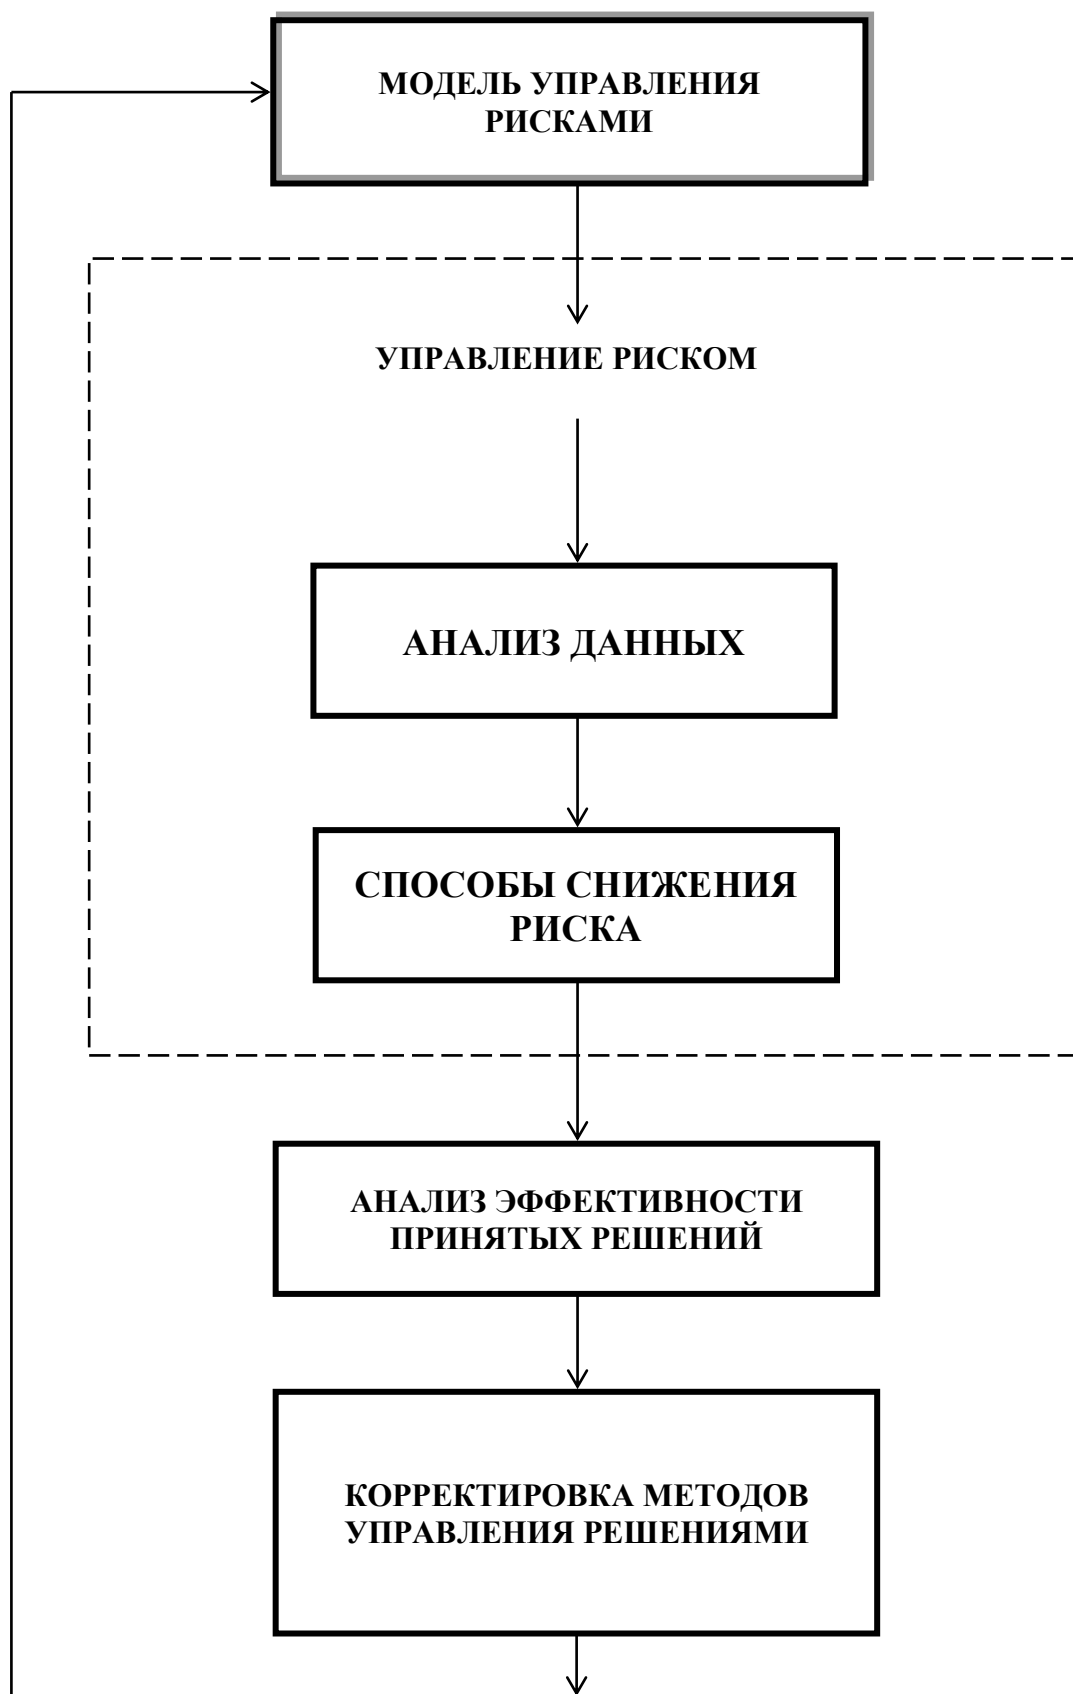 МОДЕЛЬ УПРАВЛЕНИЯ
РИСКАМИ
УПРАВЛЕНИЕ РИСКОМ
АНАЛИЗ ДАННЫХ
СПОСОБЫ СНИЖЕНИЯ
РИСКА
АНАЛИЗ ЭФФЕКТИВНОСТИ
ПРИНЯТЫХ РЕШЕНИЙ
КОРРЕКТИРОВКА МЕТОДОВ
УПРАВЛЕНИЯ РЕШЕНИЯМИ